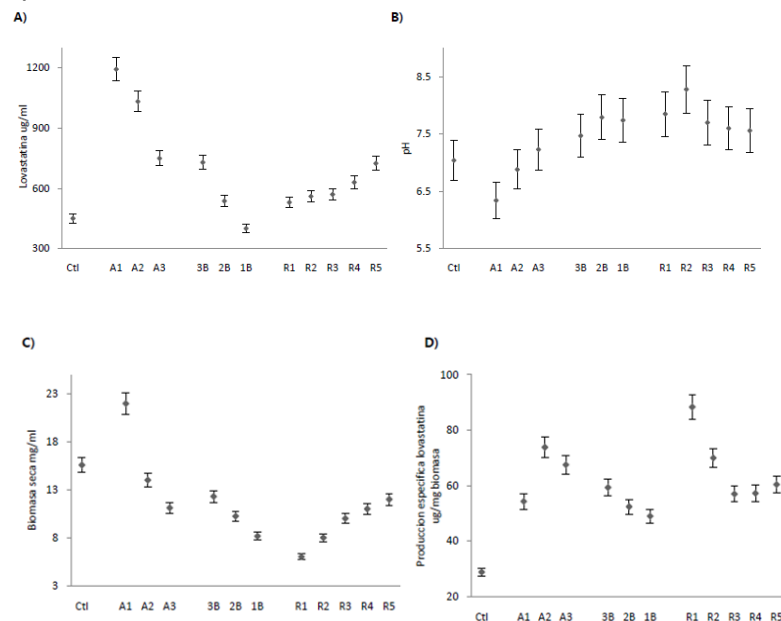 A)
Lovastatina ug/ml
1200
900
600
300
Ctl A1 A2 A3 3B 2B 1B R1 R2 R3 R4 R5
B)
pH
8.5
7.5
6.5
5.5
Ctl A1 A2 A3 3B 2B 1B R1 R2 R3 R4 R5
C)
Biomasa seca mg/ml
23
18
13
8
3
Ctl A1 A2 A3 3B 2B 1B R1 R2 R3 R4 R5
D)
Produccion especifica lovastatina
ug/mg biomasa
100
80
60
40
20
Ctl A1 A2 A3 3B 2B 1B R1 R2 R3 R4 R5